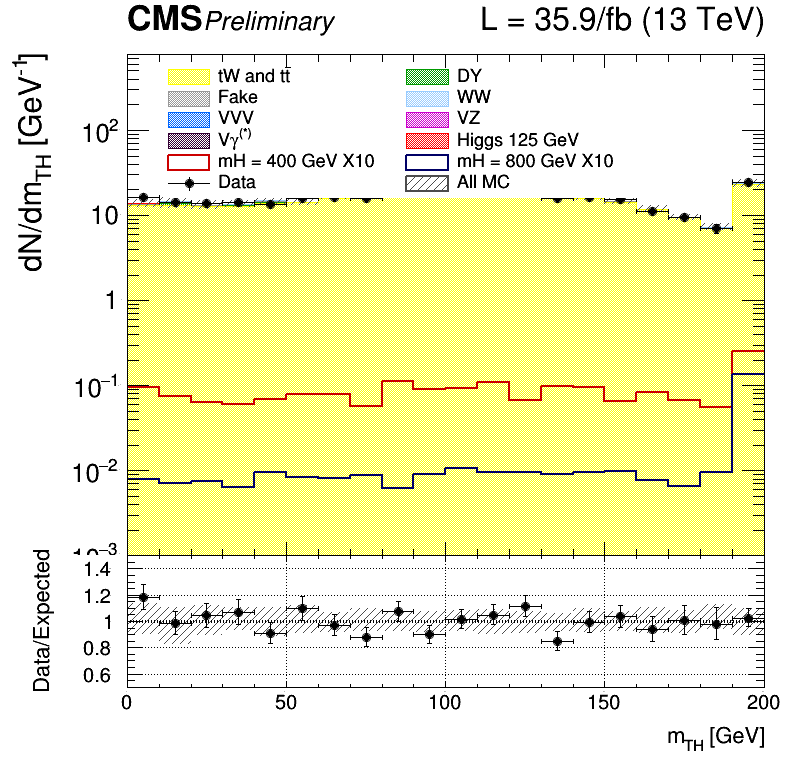 CMS Preliminary L = 35.9/fb (13 TeV)
dN/dm_TH [GeV⁻¹]
tW and tt DY
Fake WW
VVV VZ
Vγ(*) Higgs 125 GeV
mH = 400 GeV X10 mH = 800 GeV X10
Data All MC
10²
10
1
10⁻¹
10⁻²
10⁻³
Data/Expected
1.4
1.2
1
0.8
0.6
0 50 100 150 200
m_TH [GeV]